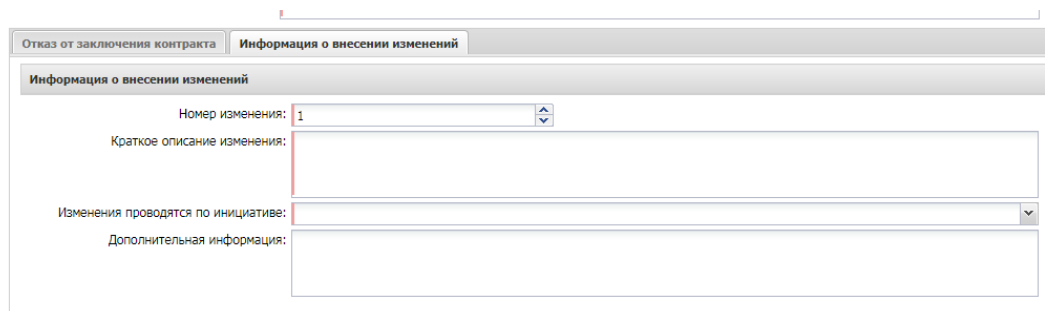 Отказ от заключения контракта Информация о внесении изменений
Информация о внесении изменений
Номер изменения: 1
Краткое описание изменения:
Изменения проводятся по инициативе:
Дополнительная информация: